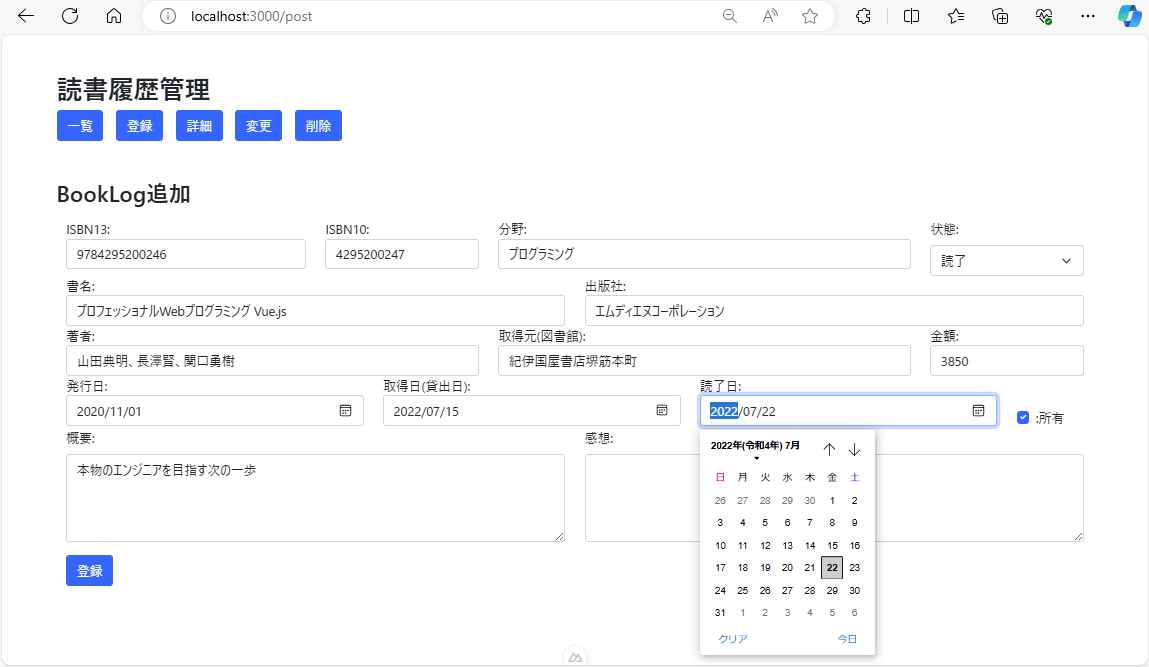 localhost:3000/post
読書履歴管理
一覧 登録 詳細 変更 削除
BookLog追加
ISBN13: ISBN10: 分野: 状態:
9784295200246 4295200247 プログラミング 読了
書名: 出版社:
プロフェッショナルWebプログラミング Vue.js エムディエヌコーポレーション
著者: 取得元(図書館): 金額:
山田典明、長澤賢、関口勇樹 紀伊国屋書店堺筋本町 3850
発行日: 取得日(貸出日): 読了日:
2020/11/01 2022/07/15 2022/07/22 :所有
概要: 感想:
本物のエンジニアを目指す次の一歩
2022年(令和4年) 7月
日 月 火 水 木 金 土
26 27 28 29 30 1 2
3 4 5 6 7 8 9
10 11 12 13 14 15 16
17 18 19 20 21 22 23
24 25 26 27 28 29 30
31 1 2 3 4 5 6
クリア 今日
登録